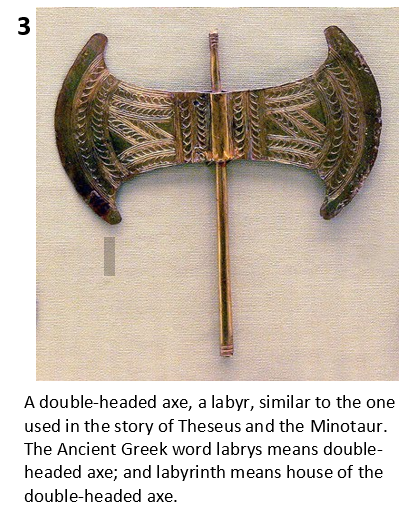 3
A double-headed axe, a labyr, similar to the one
used in the story of Theseus and the Minotaur.
The Ancient Greek word labrys means double-
headed axe; and labyrinth means house of the
double-headed axe.